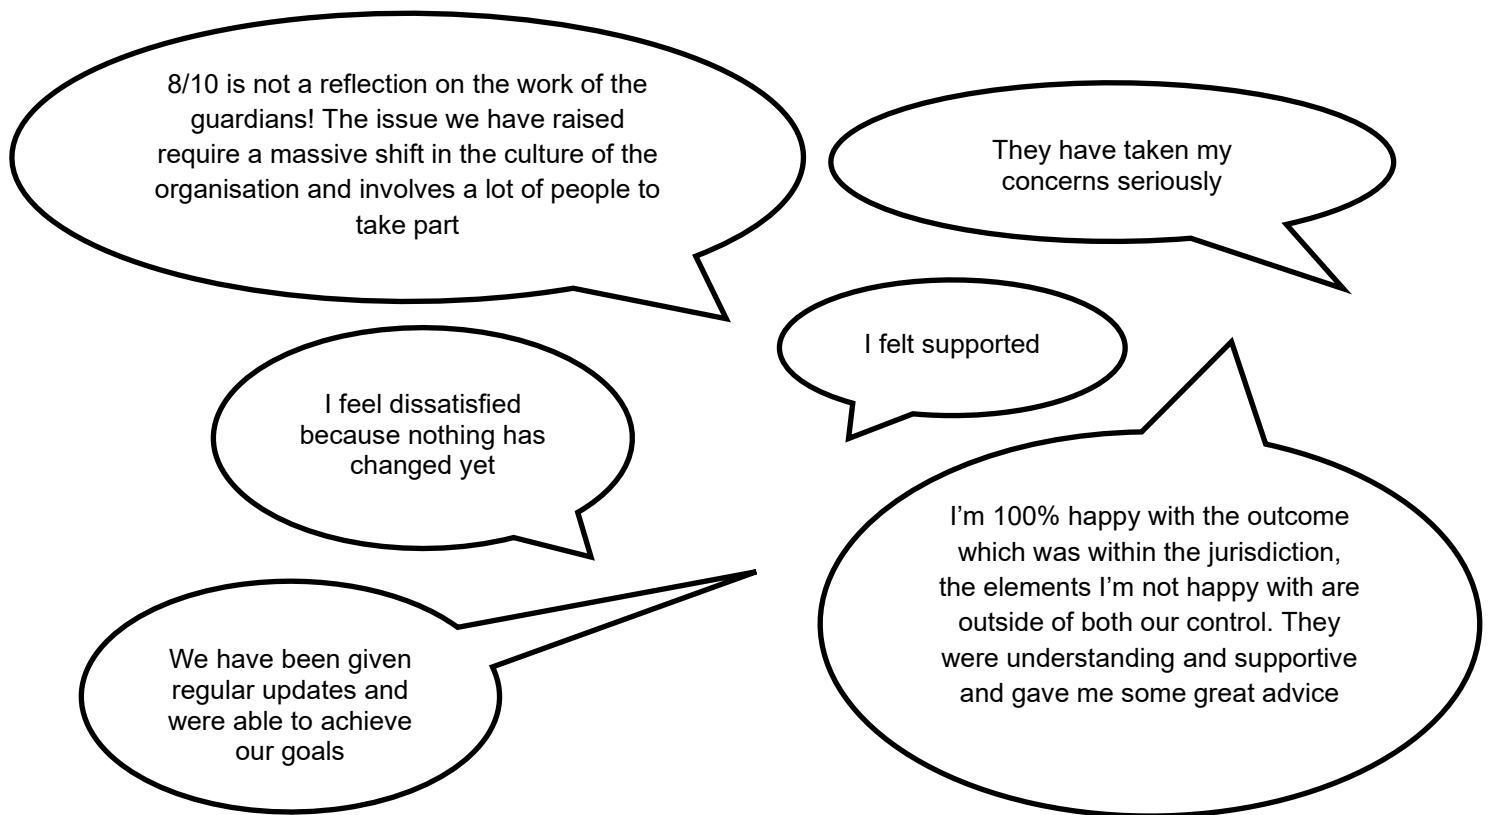 8/10 is not a reflection on the work of the
guardians! The issue we have raised
require a massive shift in the culture of the
organisation and involves a lot of people to
take part
They have taken my
concerns seriously
I felt supported
I feel dissatisfied
because nothing has
changed yet
I’m 100% happy with the outcome
which was within the jurisdiction,
the elements I’m not happy with are
outside of both our control. They
were understanding and supportive
and gave me some great advice
We have been given
regular updates and
were able to achieve
our goals